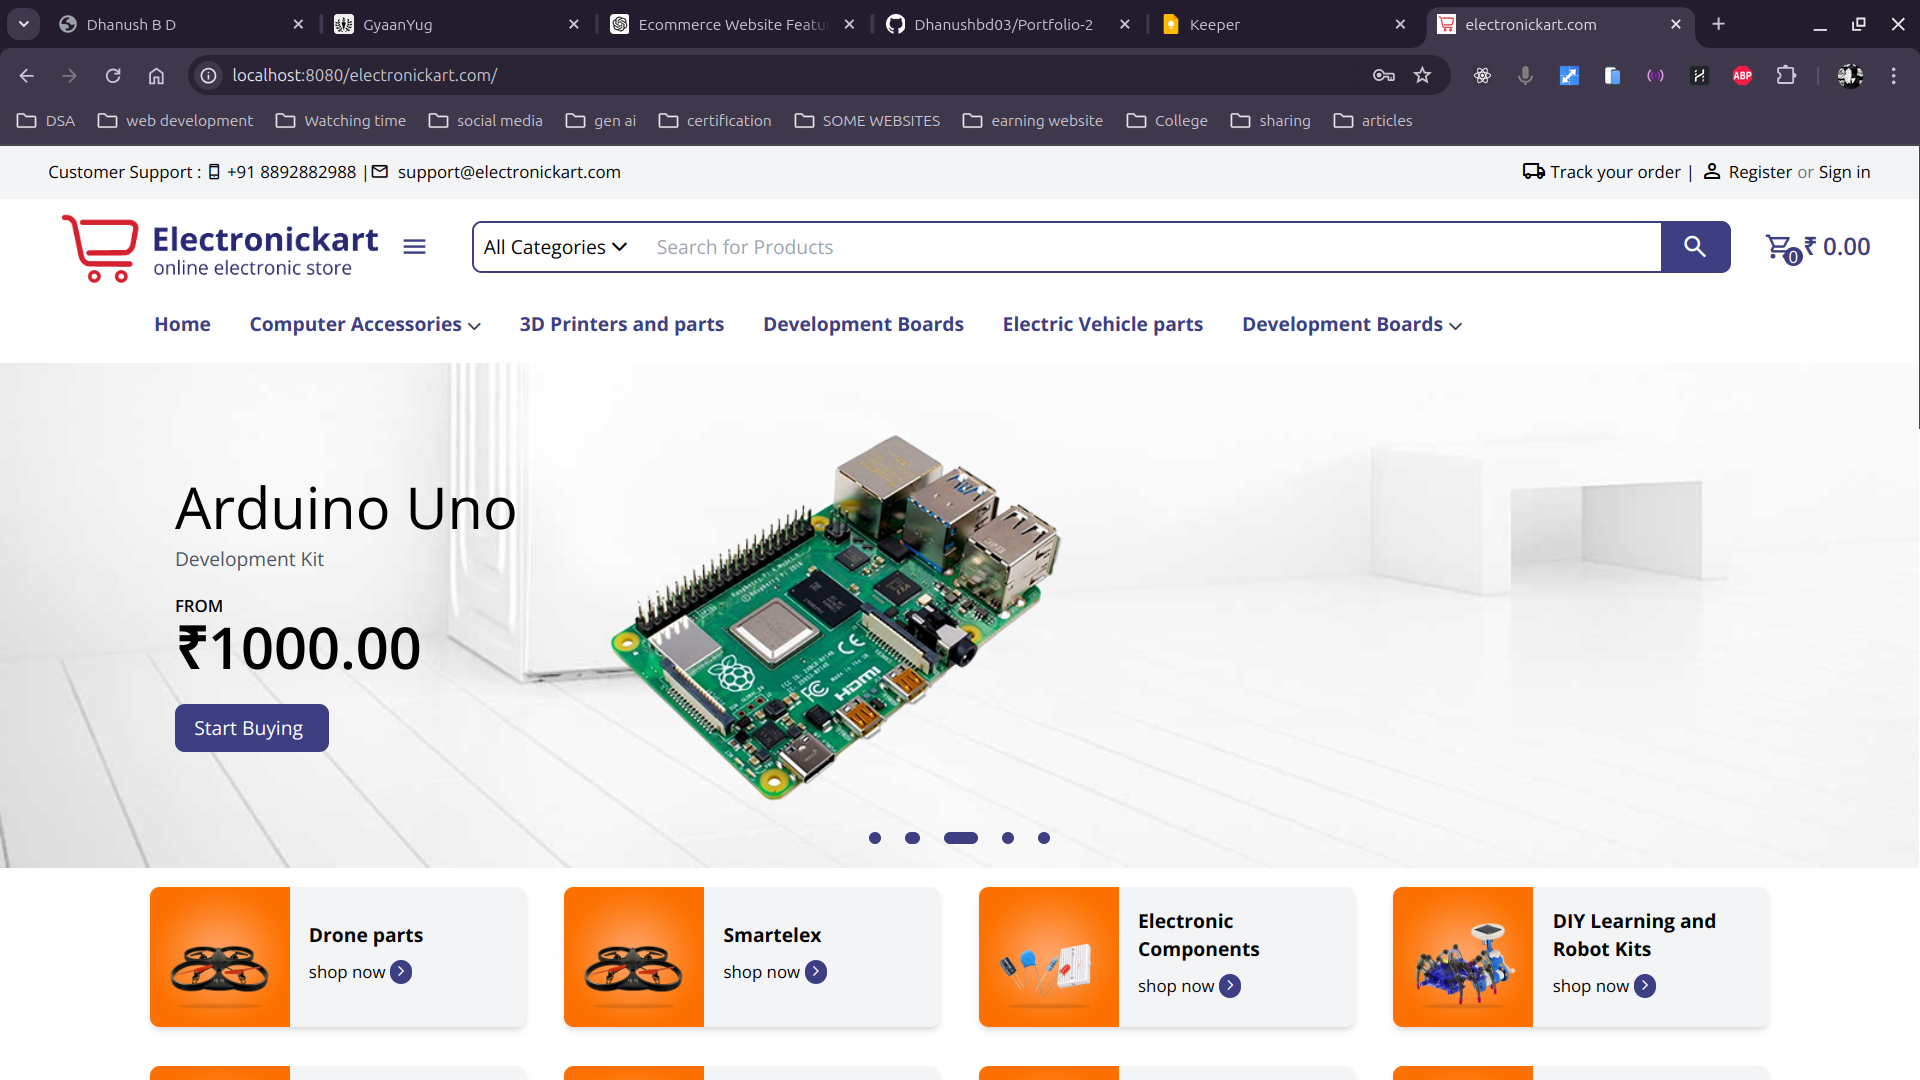 Dhanush B D
GyaanYug
Ecommerce Website Featu
Dhanushbd03/Portfolio-2
Keeper
electronickart.com
localhost:8080/electronickart.com/
ABP
DSA
web development
Watching time
social media
gen ai
certification
SOME WEBSITES
earning website
College
sharing
articles
Customer Support : +91 8892882988 | support@electronickart.com
Track your order | Register or Sign in
Electronickart
online electronic store
All Categories
Search for Products
0
₹ 0.00
Home
Computer Accessories
3D Printers and parts
Development Boards
Electric Vehicle parts
Development Boards
Arduino Uno
Development Kit
FROM
₹1000.00
Start Buying
HDMI
FC CE
Drone parts
shop now
Smartelex
shop now
Electronic
Components
shop now
DIY Learning and
Robot Kits
shop now